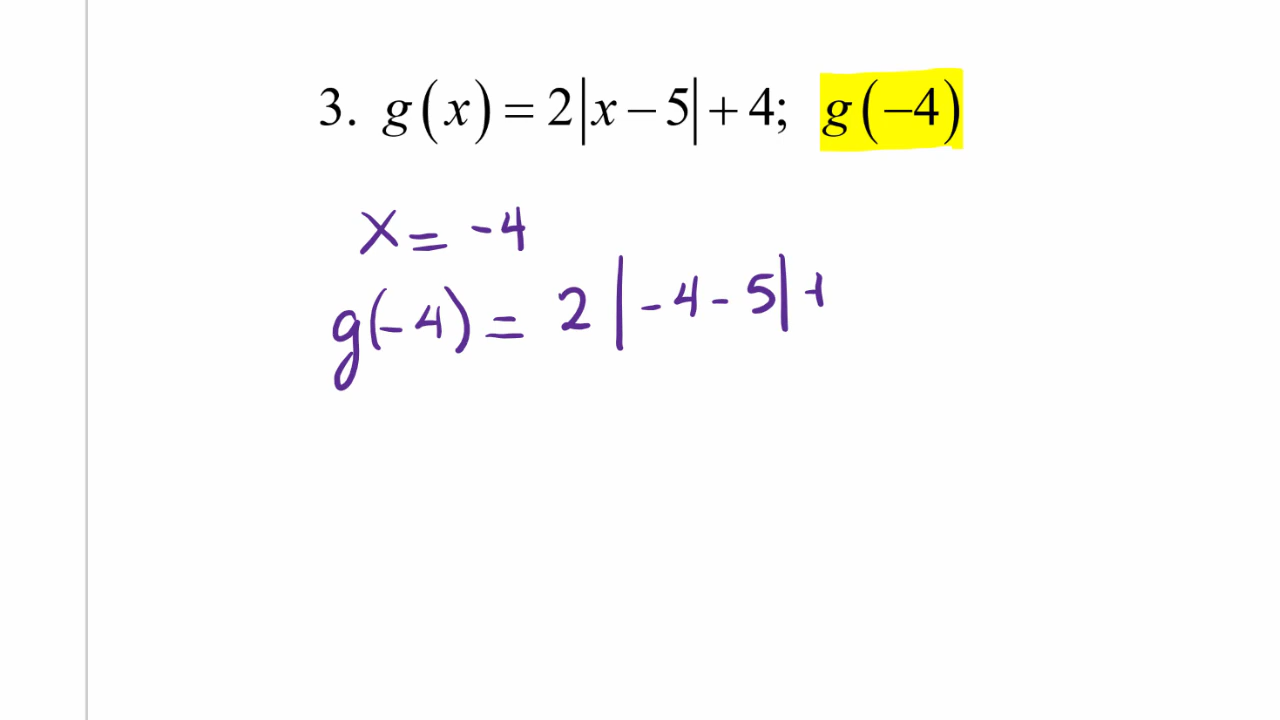 3. g(x) = 2|x − 5| + 4; g(−4)
x = -4
g(-4) = 2 |-4 - 5| +